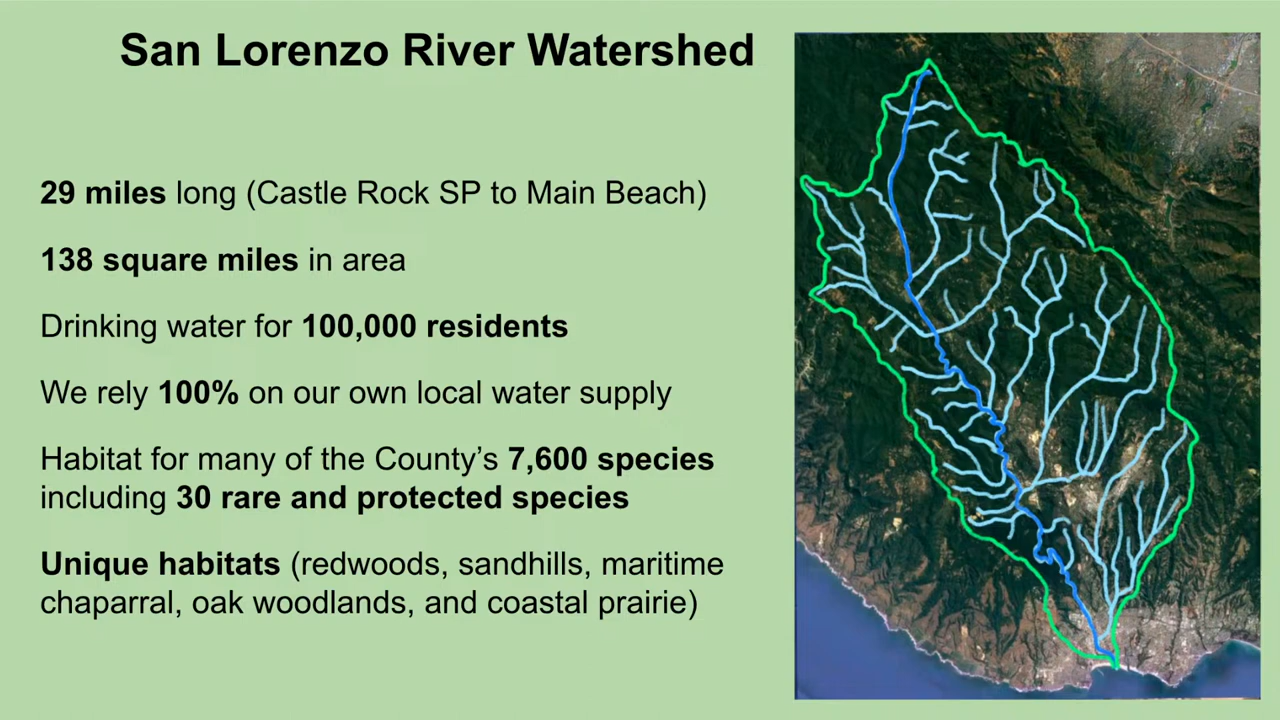 San Lorenzo River Watershed
29 miles long (Castle Rock SP to Main Beach)
138 square miles in area
Drinking water for 100,000 residents
We rely 100% on our own local water supply
Habitat for many of the County’s 7,600 species
including 30 rare and protected species
Unique habitats (redwoods, sandhills, maritime
chaparral, oak woodlands, and coastal prairie)